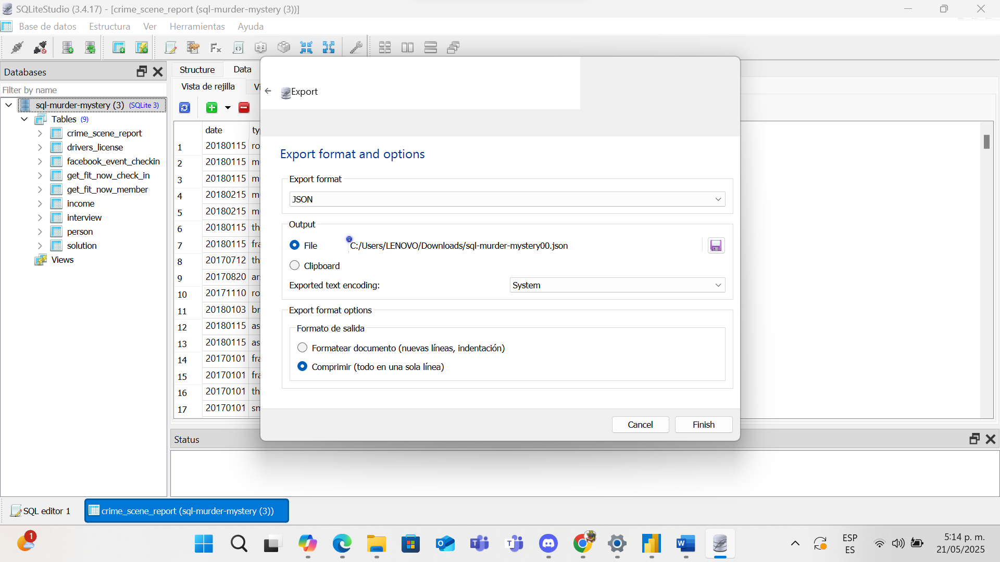 SQLiteStudio (3.4.17) - [crime_scene_report (sql-murder-mystery (3))]
Base de datos Estructura Ver Herramientas Ayuda
Databases
Filter by name
sql-murder-mystery (3) (SQLite 3)
Tables (9)
crime_scene_report
drivers_license
facebook_event_checkin
get_fit_now_check_in
get_fit_now_member
income
interview
person
solution
Views
Structure Data
Vista de rejilla Vi
date ty
1 20180115 ro
2 20180115 m
3 20180115 m
4 20180215 m
5 20180215 m
6 20180115 th
7 20180115 fra
8 20170712 th
9 20170820 ar
10 20171110 ro
11 20180103 br
12 20180115 as
13 20180115 as
14 20170101 fra
15 20170101 fra
16 20170101 th
17 20170101 sm
Export
Export format and options
Export format
JSON
Output
File C:/Users/LENOVO/Downloads/sql-murder-mystery00.json
Clipboard
Exported text encoding: System
Export format options
Formato de salida
Formatear documento (nuevas líneas, indentación)
Comprimir (todo en una sola línea)
Cancel Finish
Status
SQL editor 1 crime_scene_report (sql-murder-mystery (3))
1
ESP
ES
5:14 p. m.
21/05/2025